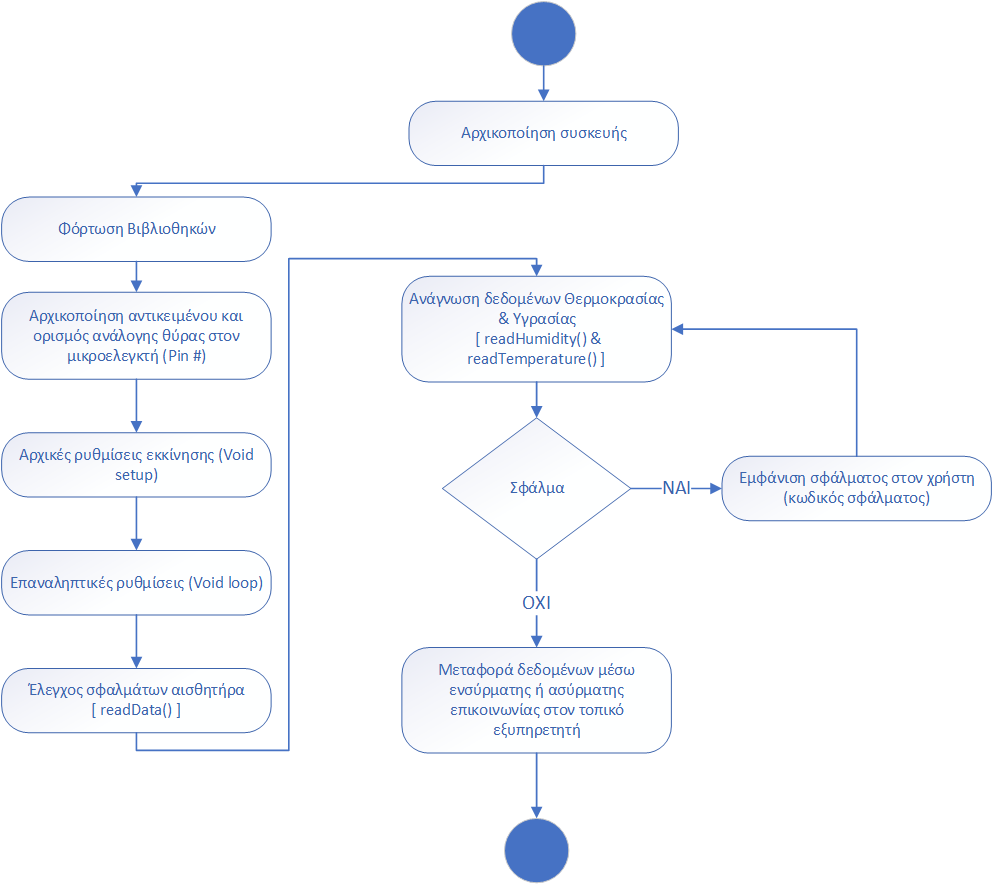 Αρχικοποίηση συσκευής
Φόρτωση Βιβλιοθηκών
Αρχικοποίηση αντικειμένου και
ορισμός ανάλογης θύρας στον
μικροελεγκτή (Pin #)
Αρχικές ρυθμίσεις εκκίνησης (Void
setup)
Επαναληπτικές ρυθμίσεις (Void loop)
Έλεγχος σφαλμάτων αισθητήρα
[ readData() ]
Ανάγνωση δεδομένων Θερμοκρασίας
& Υγρασίας
[ readHumidity() &
readTemperature() ]
Σφάλμα
ΝΑΙ
Εμφάνιση σφάλματος στον χρήστη
(κωδικός σφάλματος)
ΟΧΙ
Μεταφορά δεδομένων μέσω
ενσύρματης ή ασύρματης
επικοινωνίας στον τοπικό
εξυπηρετητή